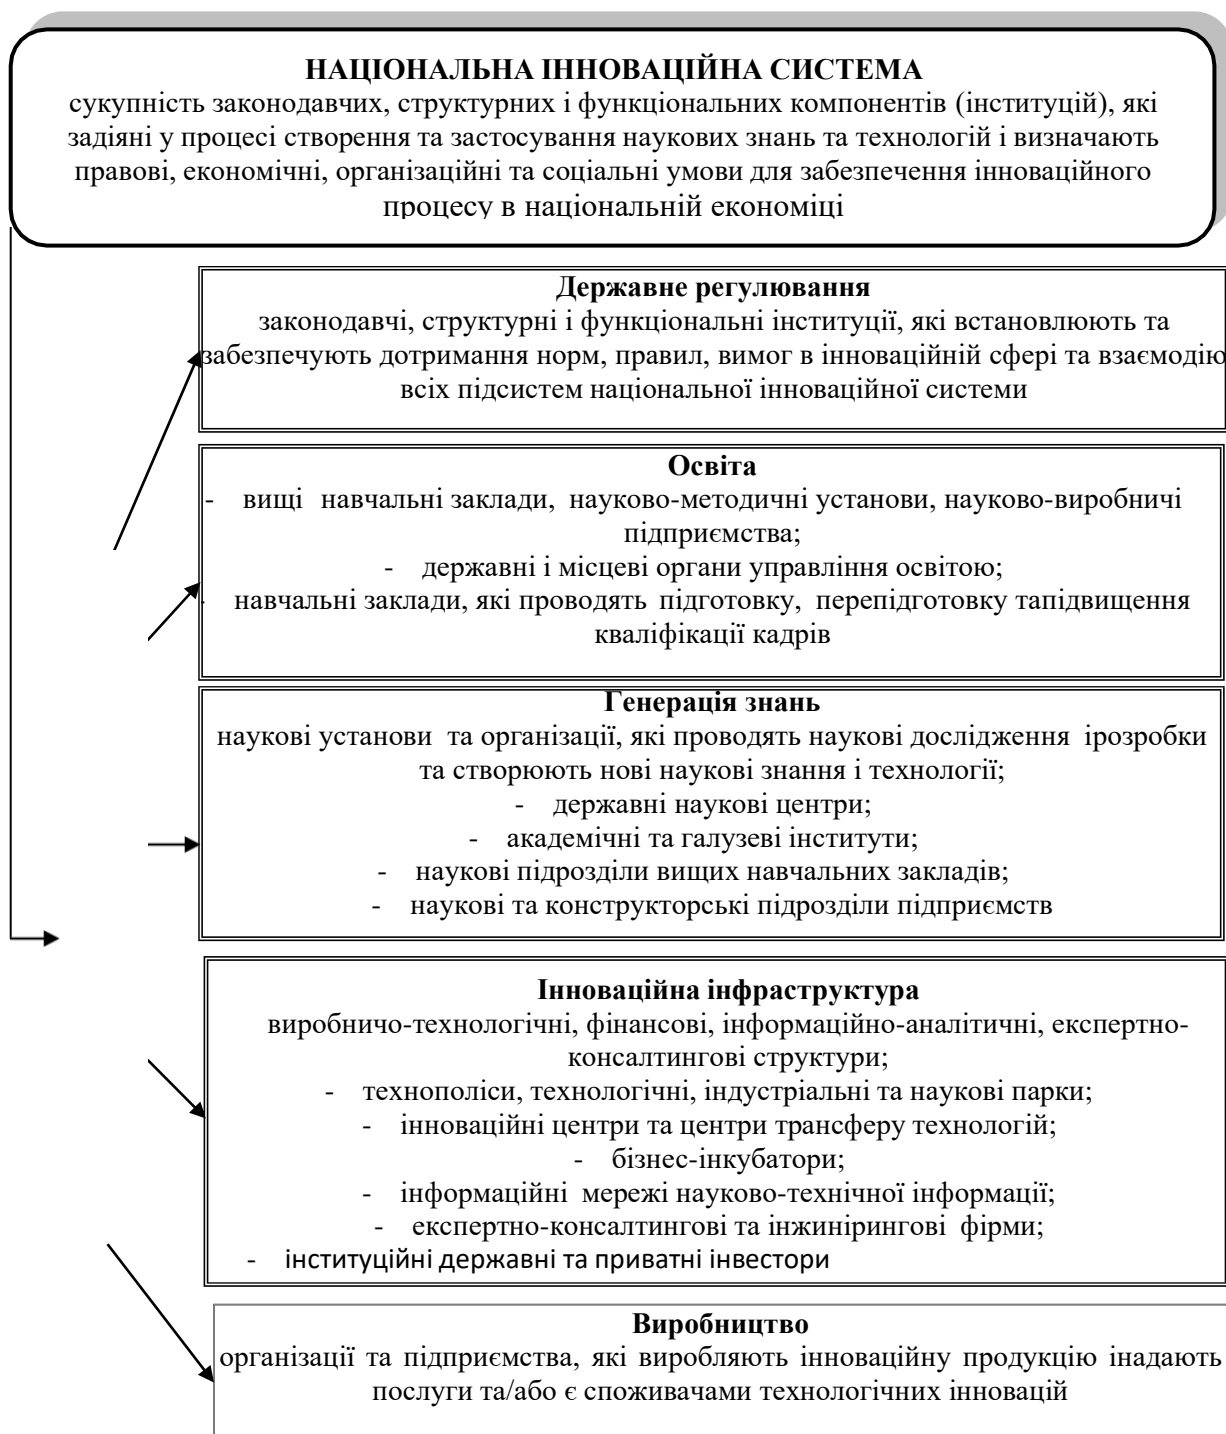 НАЦІОНАЛЬНА ІННОВАЦІЙНА СИСТЕМА
сукупність законодавчих, структурних і функціональних компонентів (інституцій), які
задіяні у процесі створення та застосування наукових знань та технологій і визначають
правові, економічні, організаційні та соціальні умови для забезпечення інноваційного
процесу в національній економіці
Державне регулювання
законодавчі, структурні і функціональні інституції, які встановлюють та
забезпечують дотримання норм, правил, вимог в інноваційній сфері та взаємодію
всіх підсистем національної інноваційної системи
Освіта
- вищі навчальні заклади, науково-методичні установи, науково-виробничі
підприємства;
- державні і місцеві органи управління освітою;
- навчальні заклади, які проводять підготовку, перепідготовку тапідвищення
кваліфікації кадрів
Генерація знань
наукові установи та організації, які проводять наукові дослідження ірозробки
та створюють нові наукові знання і технології;
- державні наукові центри;
- академічні та галузеві інститути;
- наукові підрозділи вищих навчальних закладів;
- наукові та конструкторські підрозділи підприємств
Інноваційна інфраструктура
виробничо-технологічні, фінансові, інформаційно-аналітичні, експертно-
консалтингові структури;
- технополіси, технологічні, індустріальні та наукові парки;
- інноваційні центри та центри трансферу технологій;
- бізнес-інкубатори;
- інформаційні мережі науково-технічної інформації;
- експертно-консалтингові та інжинірингові фірми;
- інституційні державні та приватні інвестори
Виробництво
організації та підприємства, які виробляють інноваційну продукцію інадають
послуги та/або є споживачами технологічних інновацій